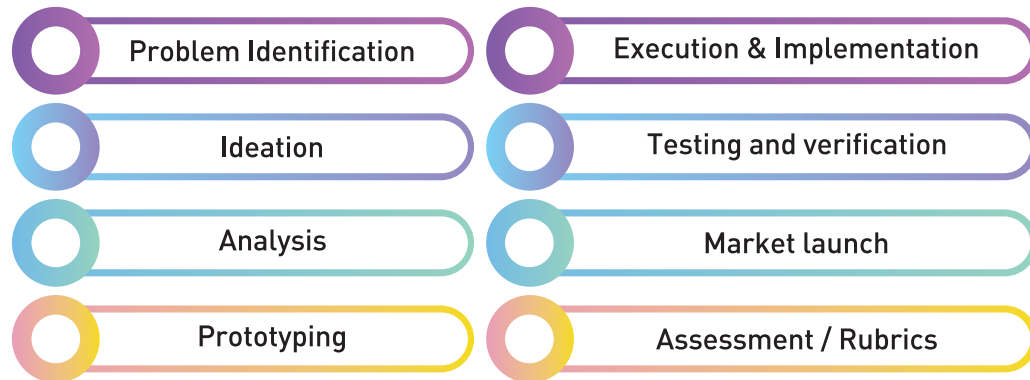 Problem Identification
Ideation
Analysis
Prototyping
Execution & Implementation
Testing and verification
Market launch
Assessment / Rubrics